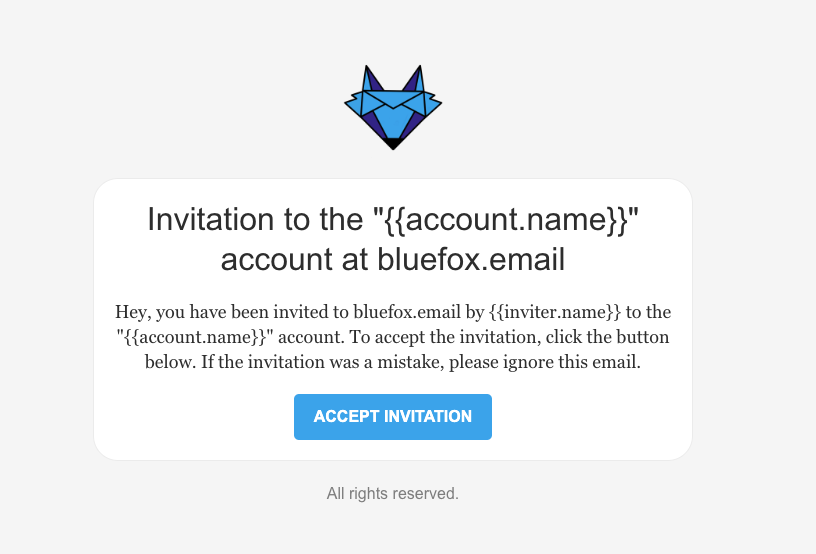 Invitation to the "{{account.name}}"
account at bluefox.email
Hey, you have been invited to bluefox.email by {{inviter.name}} to the
"{{account.name}}" account. To accept the invitation, click the button
below. If the invitation was a mistake, please ignore this email.
ACCEPT INVITATION
All rights reserved.